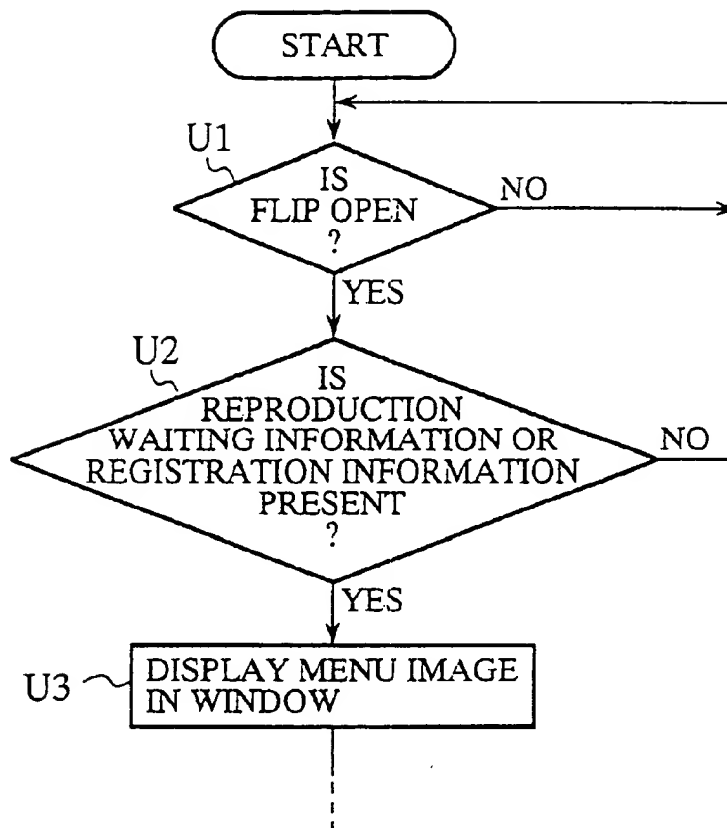 START
U1
IS
FLIP OPEN
?
NO
YES
U2
IS
REPRODUCTION
WAITING INFORMATION OR
REGISTRATION INFORMATION
PRESENT
?
NO
YES
U3
DISPLAY MENU IMAGE
IN WINDOW